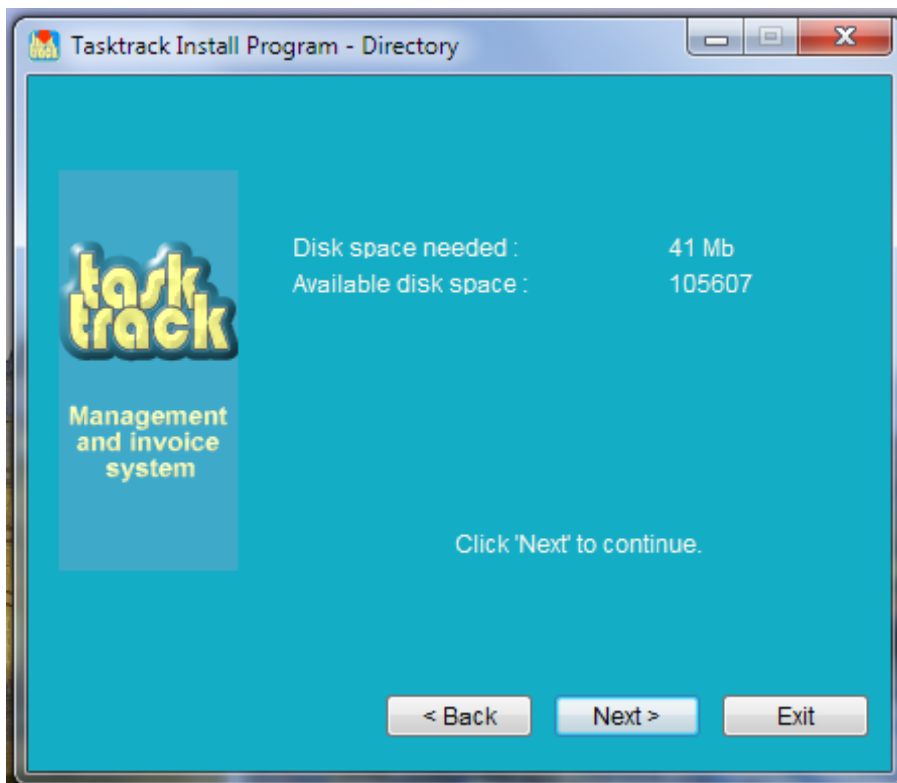 Tasktrack Install Program - Directory
task
track
Management
and invoice
system
Disk space needed : 41 Mb
Available disk space : 105607
Click 'Next' to continue.
< Back Next > Exit